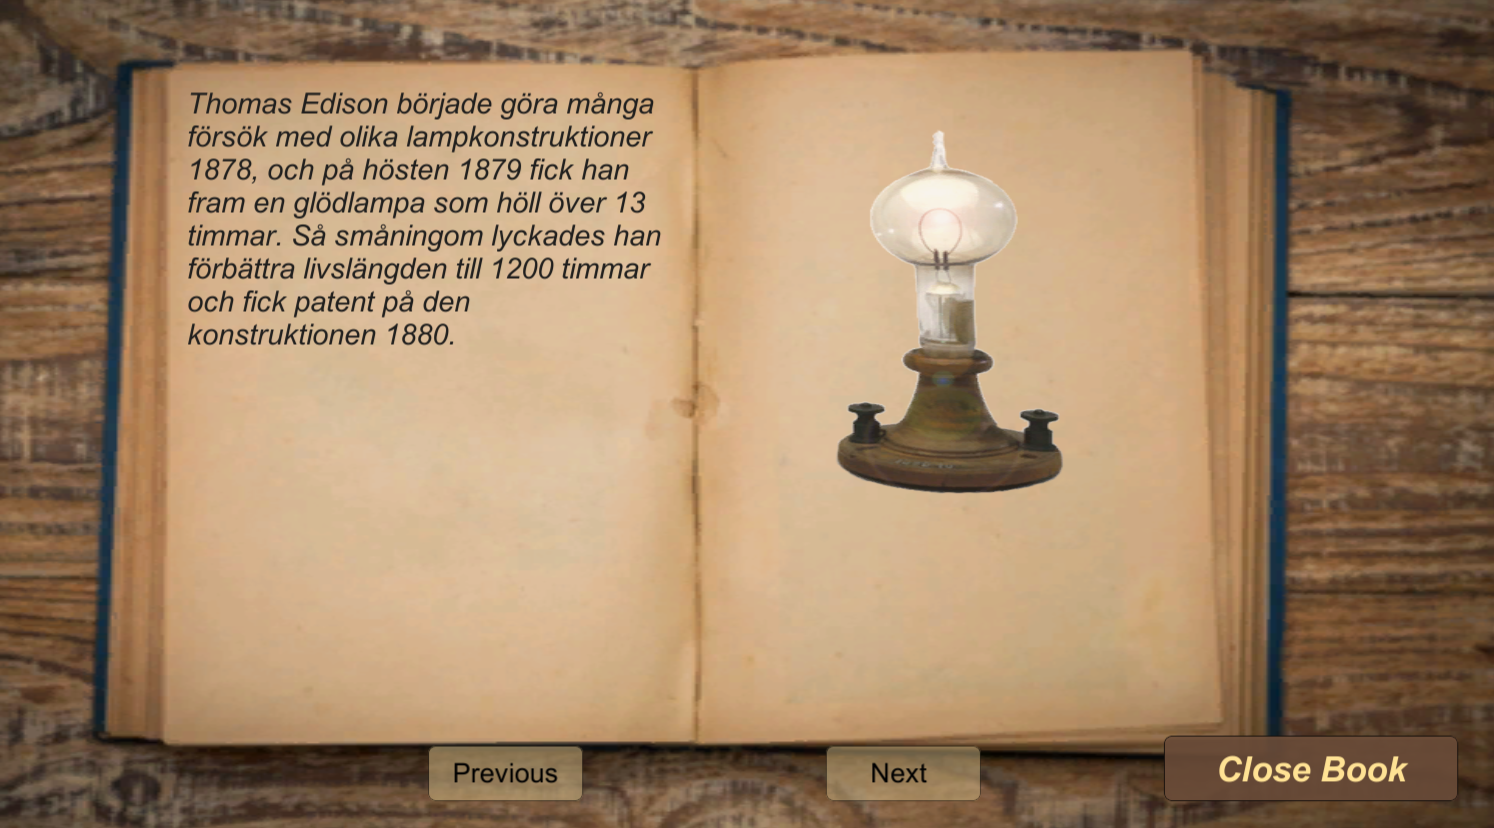 Thomas Edison började göra många
försök med olika lampkonstruktioner
1878, och på hösten 1879 fick han
fram en glödlampa som höll över 13
timmar. Så småningom lyckades han
förbättra livslängden till 1200 timmar
och fick patent på den
konstruktionen 1880.
Previous
Next
Close Book